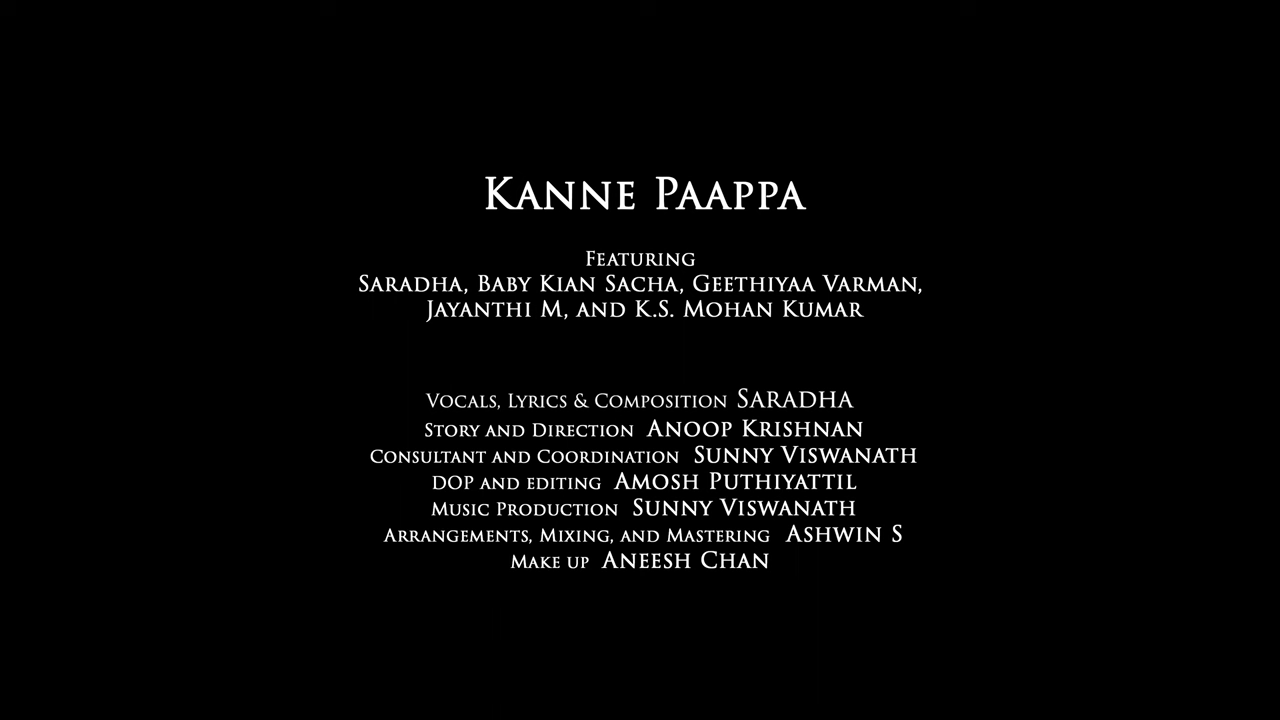 Kanne Paappa
Featuring
Saradha, Baby Kian Sacha, Geethiyaa Varman,
Jayanthi M, and K.S. Mohan Kumar
Vocals, Lyrics & Composition Saradha
Story and Direction Anoop Krishnan
Consultant and Coordination Sunny Viswanath
DOP and editing Amosh Puthiyattil
Music Production Sunny Viswanath
Arrangements, Mixing, and Mastering Ashwin S
Make up Aneesh Chan